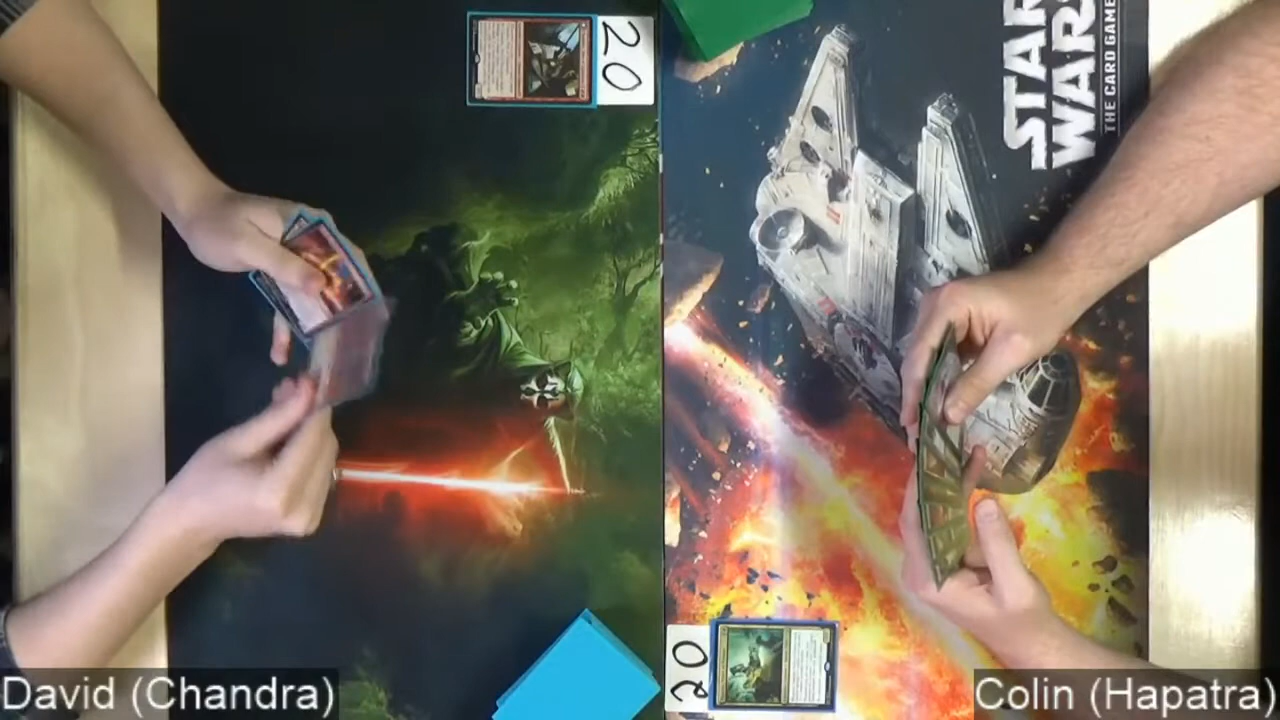 20
STAR
WARS
THE CARD GAME
20
David (Chandra)
Colin (Hapatra)